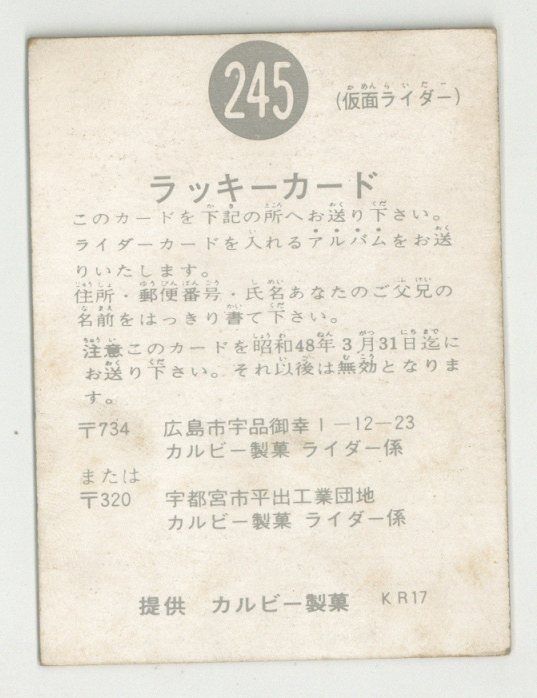 245
(仮面ライダー)
ラッキーカード
このカードを下記の所へお送り下さい。
ライダーカードを入れるアルバムをお送
りいたします。
住所・郵便番号・氏名あなたのご父兄の
名前をはっきり書て下さい。
注意このカードを昭和48年3月31日迄に
お送り下さい。それ以後は無効となりま
す。
〒734 広島市宇品御幸1-12-23
カルビー製菓 ライダー係
または
〒320 宇都宮市平出工業団地
カルビー製菓 ライダー係
提供 カルビー製菓 KR17